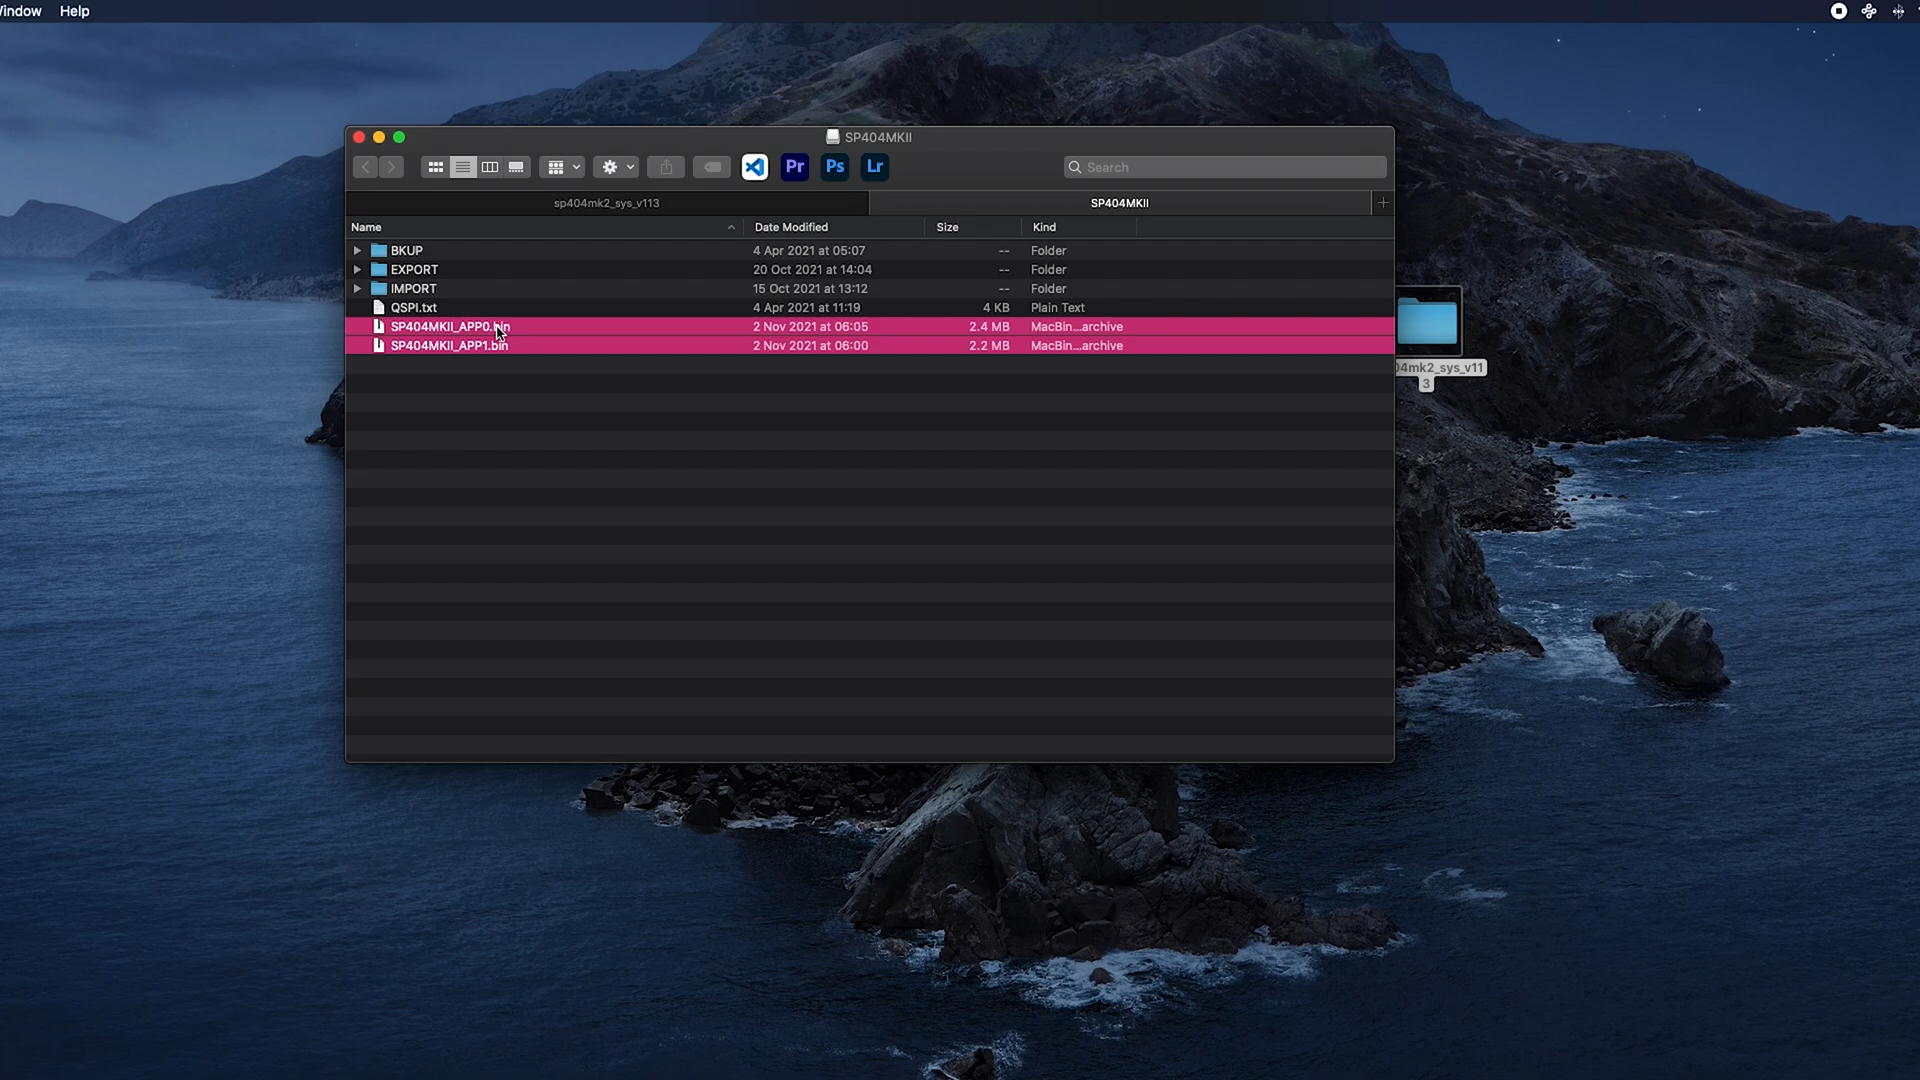 Window Help
SP404MKII
Pr Ps Lr
Search
sp404mk2_sys_v113 SP404MKII
Name Date Modified Size Kind
BKUP 4 Apr 2021 at 05:07 -- Folder
EXPORT 20 Oct 2021 at 14:04 -- Folder
IMPORT 15 Oct 2021 at 13:12 -- Folder
QSPI.txt 4 Apr 2021 at 11:19 4 KB Plain Text
SP404MKII_APP0.bin 2 Nov 2021 at 06:05 2.4 MB MacBin...archive
SP404MKII_APP1.bin 2 Nov 2021 at 06:00 2.2 MB MacBin...archive
04mk2_sys_v11
3